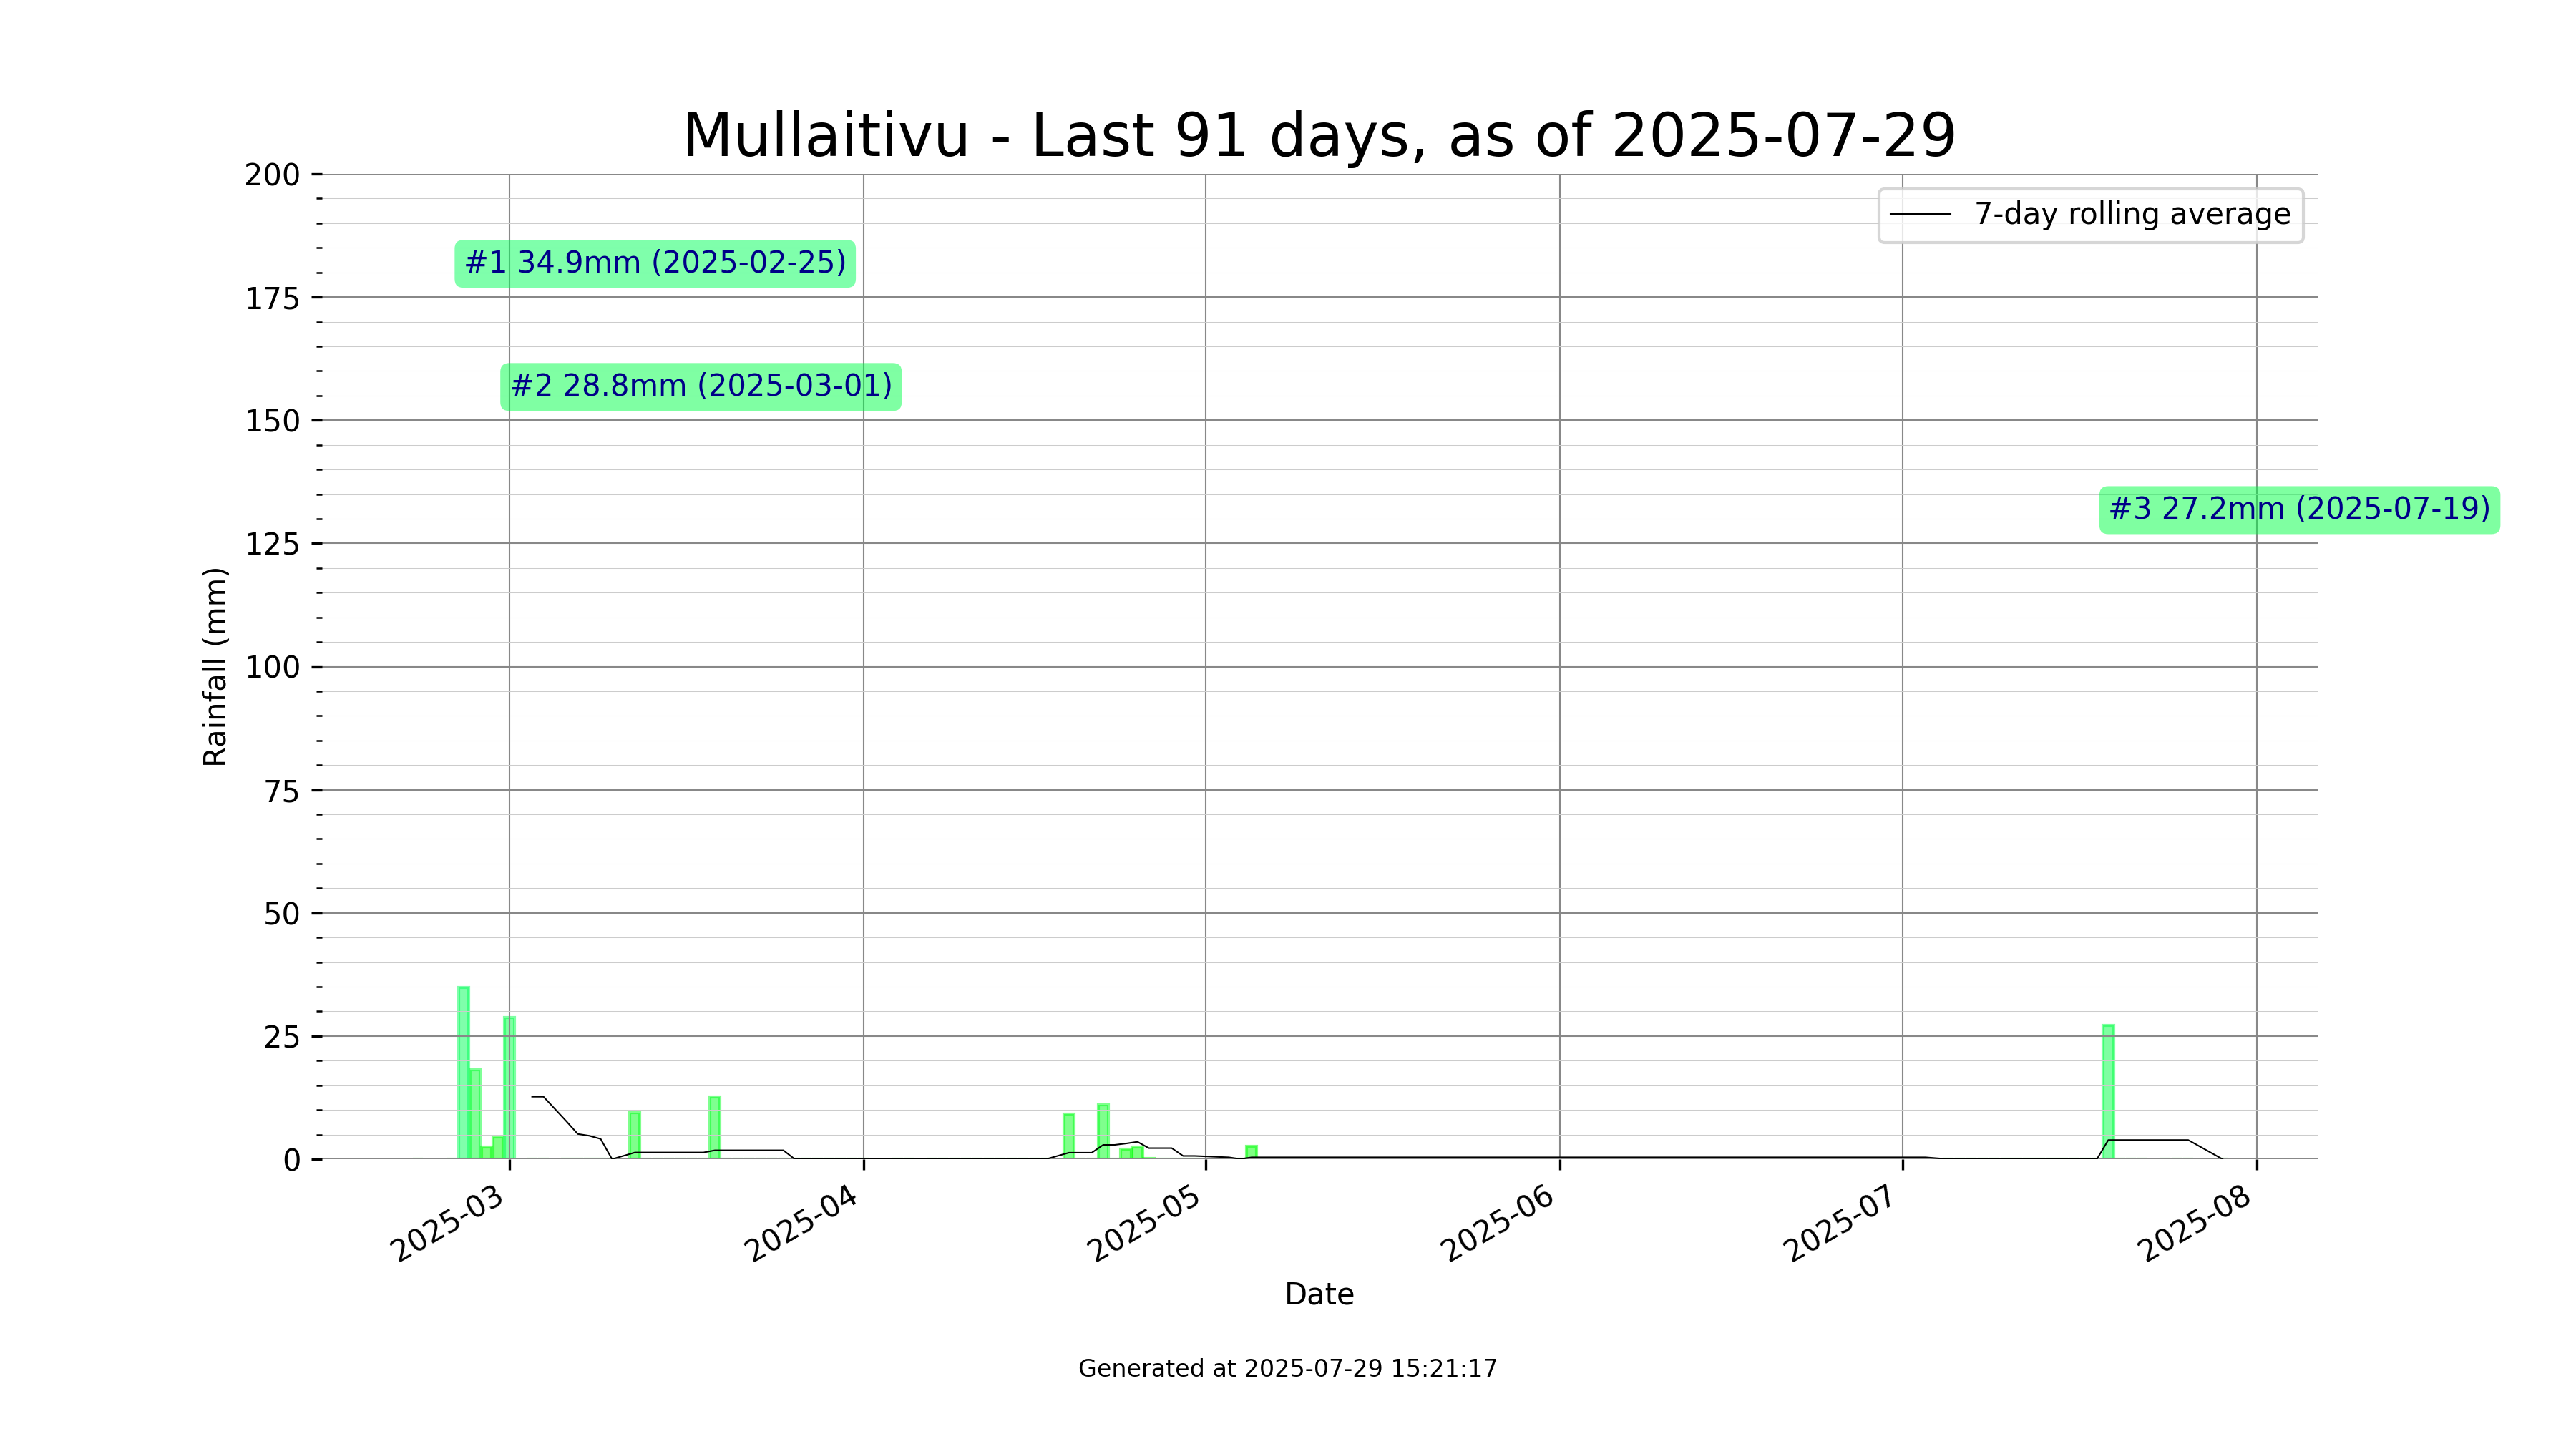 Mullaitivu - Last 91 days, as of 2025-07-29
7-day rolling average
#1 34.9mm (2025-02-25)
#2 28.8mm (2025-03-01)
#3 27.2mm (2025-07-19)
Rainfall (mm)
200
175
150
125
100
75
50
25
0
2025-03
2025-04
2025-05
2025-06
2025-07
2025-08
Date
Generated at 2025-07-29 15:21:17